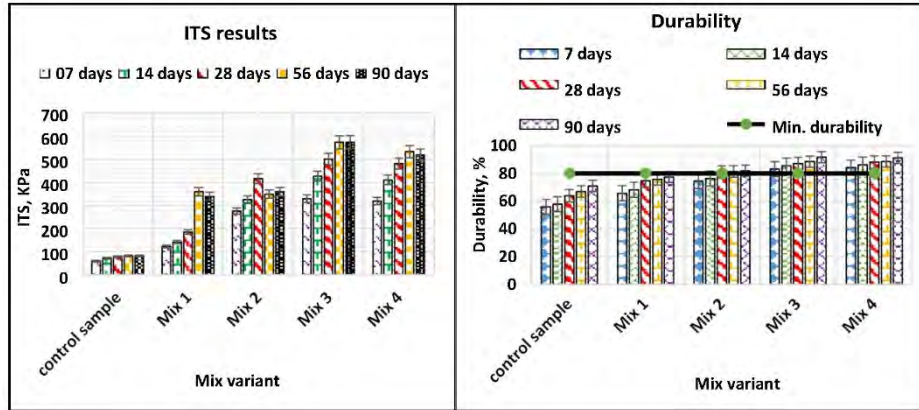 ITS results
07 days 14 days 28 days 56 days 90 days
700
600
500
400
300
200
100
0
ITS, KPa
control sample
Mix 1
Mix 2
Mix 3
Mix 4
Mix variant
Durability
7 days 14 days
28 days 56 days
90 days Min. durability
100
80
60
40
20
0
Durability, %
control sample
Mix 1
Mix 2
Mix 3
Mix 4
Mix variant